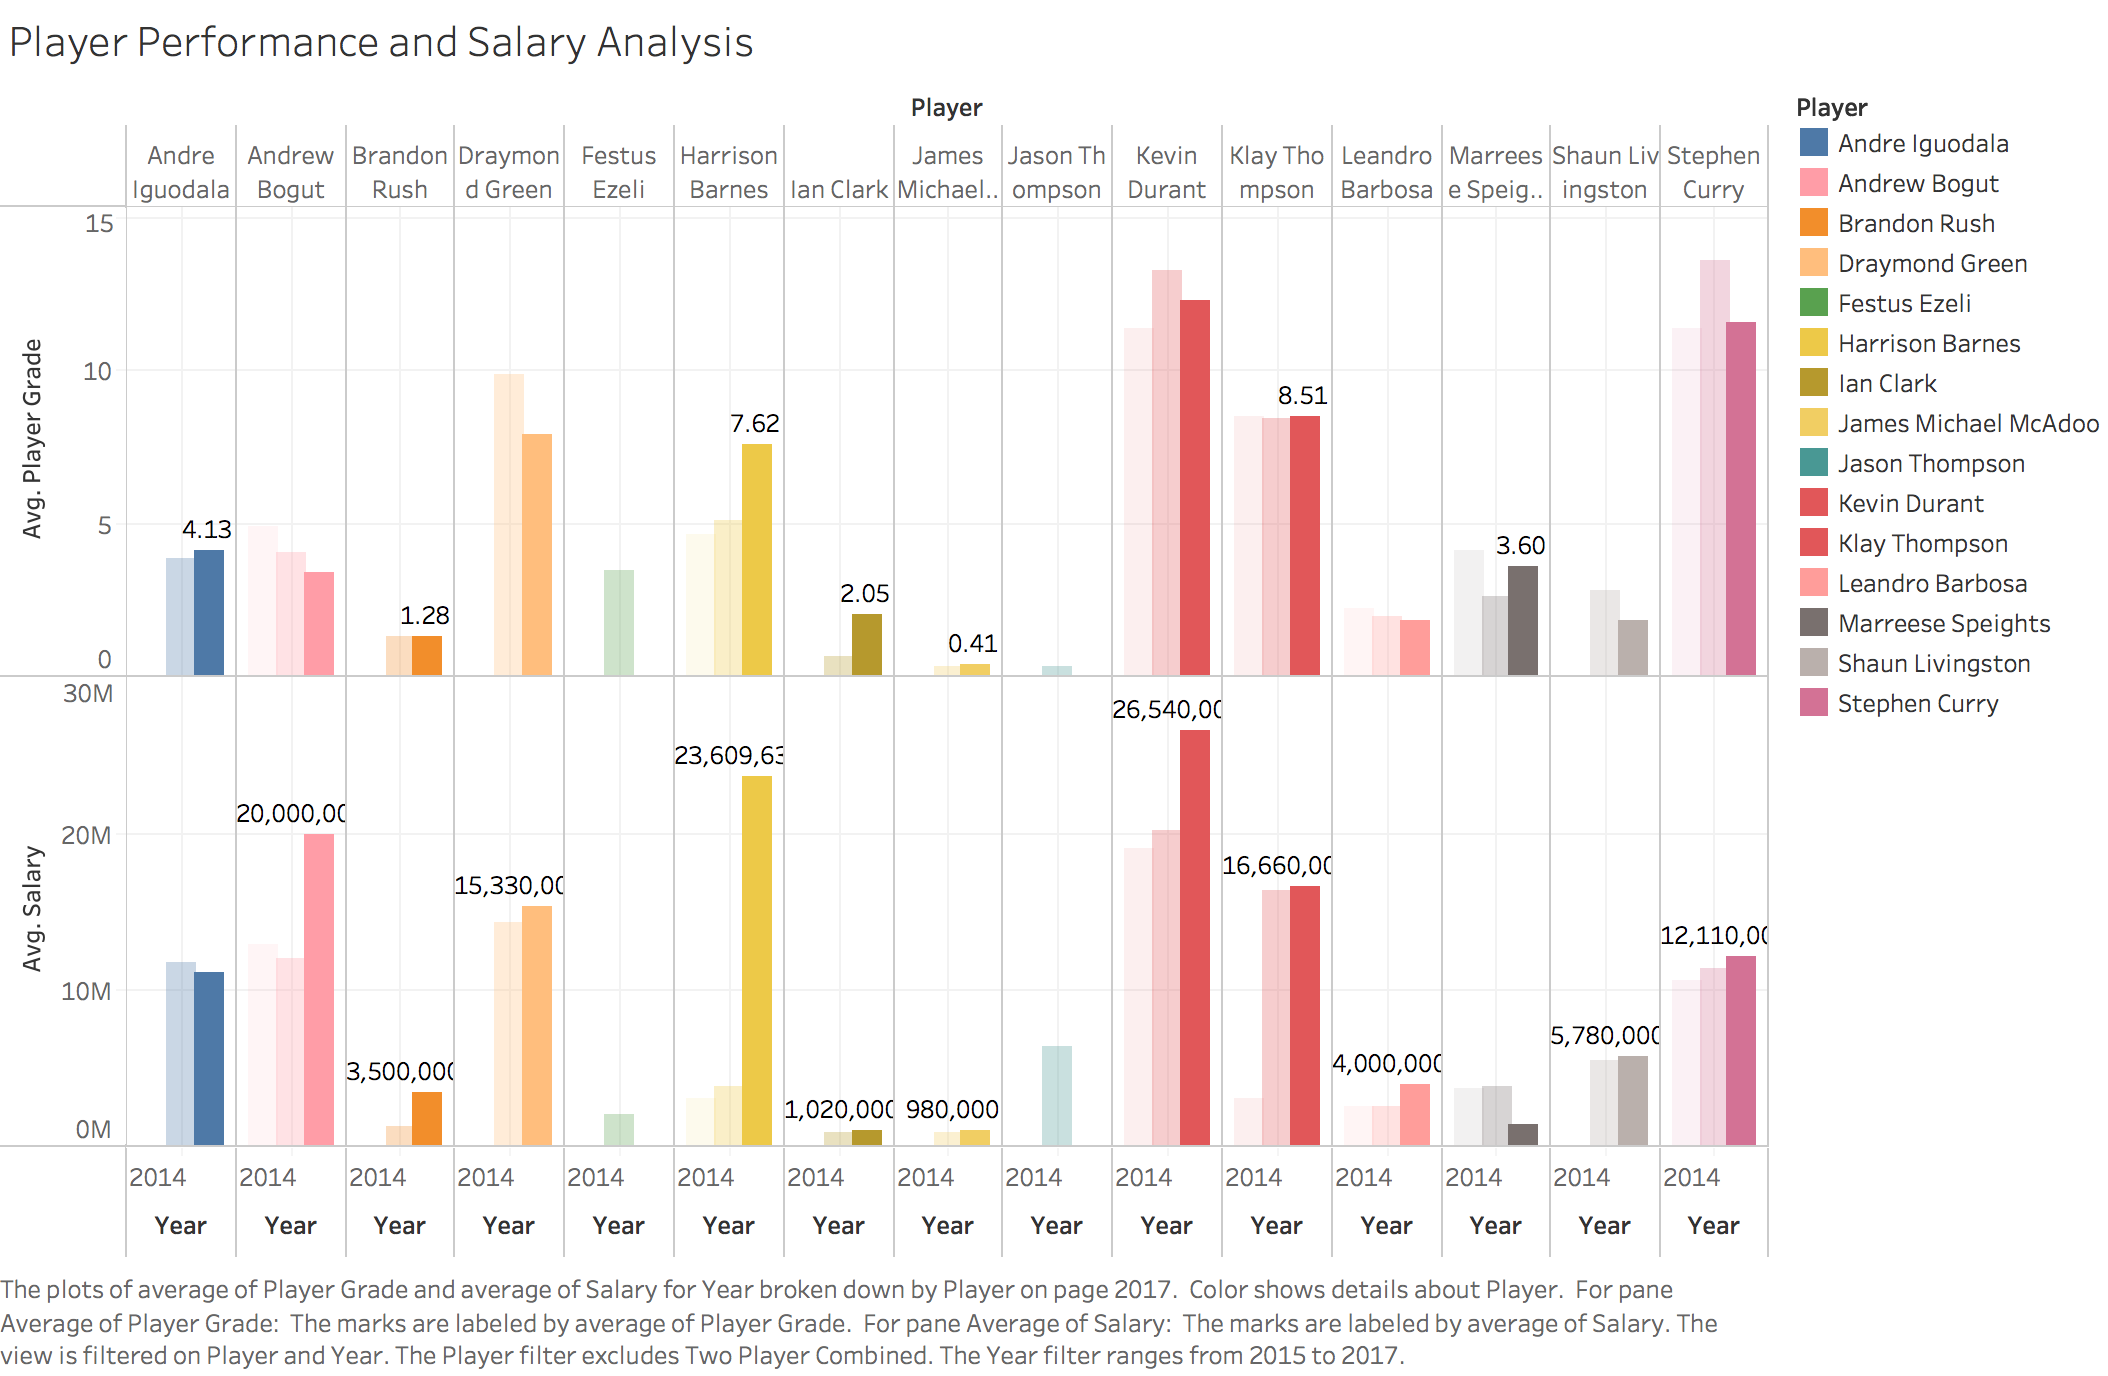 Player Performance and Salary Analysis
Player
Andre Iguodala
Andrew Bogut
Brandon Rush
Draymon d Green
Festus Ezeli
Harrison Barnes
Ian Clark
James Michael..
Jason Th ompson
Kevin Durant
Klay Tho mpson
Leandro Barbosa
Marrees e Speig..
Shaun Liv ingston
Stephen Curry
Avg. Player Grade
15
10
5
0
4.13
1.28
7.62
2.05
0.41
8.51
3.60
Avg. Salary
30M
20M
10M
0M
20,000,00
3,500,000
15,330,00
23,609,63
1,020,000
980,000
26,540,00
16,660,00
4,000,000
5,780,000
12,110,00
2014 2014 2014 2014 2014 2014 2014 2014 2014 2014 2014 2014 2014 2014 2014
Year Year Year Year Year Year Year Year Year Year Year Year Year Year Year
Player
Andre Iguodala
Andrew Bogut
Brandon Rush
Draymond Green
Festus Ezeli
Harrison Barnes
Ian Clark
James Michael McAdoo
Jason Thompson
Kevin Durant
Klay Thompson
Leandro Barbosa
Marreese Speights
Shaun Livingston
Stephen Curry
The plots of average of Player Grade and average of Salary for Year broken down by Player on page 2017. Color shows details about Player. For pane
Average of Player Grade: The marks are labeled by average of Player Grade. For pane Average of Salary: The marks are labeled by average of Salary. The
view is filtered on Player and Year. The Player filter excludes Two Player Combined. The Year filter ranges from 2015 to 2017.